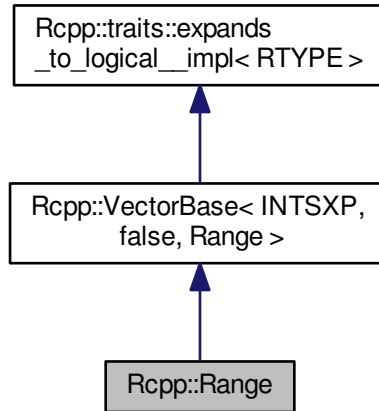 Rcpp::traits::expands
_to_logical__impl< RTYPE >
Rcpp::VectorBase< INTSXP,
false, Range >
Rcpp::Range